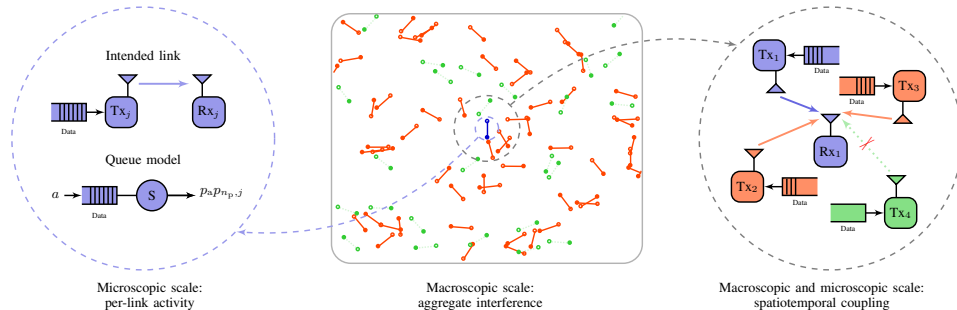 Intended link
Tx_j
Rx_j
Data
Queue model
a
S
p_a p_{n_p,j}
Data
Microscopic scale:
per-link activity
Macroscopic scale:
aggregate interference
Tx_1
Data
Tx_3
Data
Rx_1
Tx_2
Data
Tx_4
Data
Macroscopic and microscopic scale:
spatiotemporal coupling